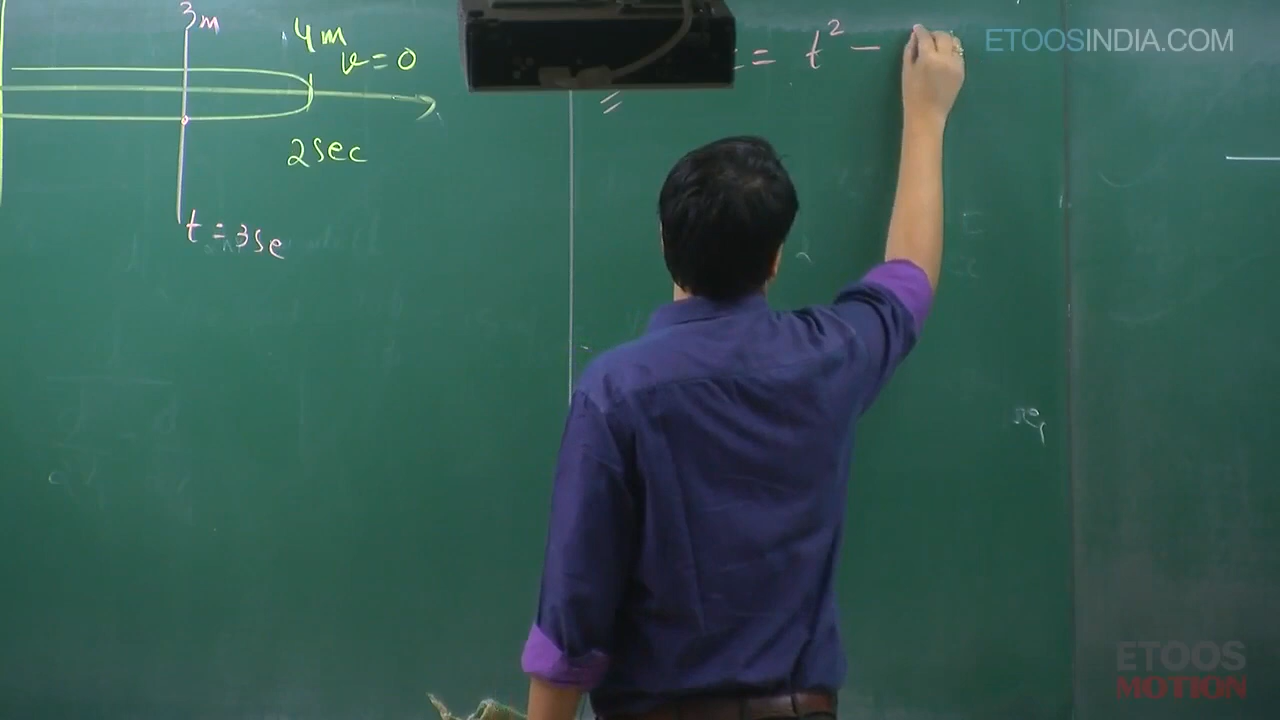 3m
4m
v=0
2sec
t=3se
= t² -
ETOOSINDIA.COM
ETOOS
MOTION